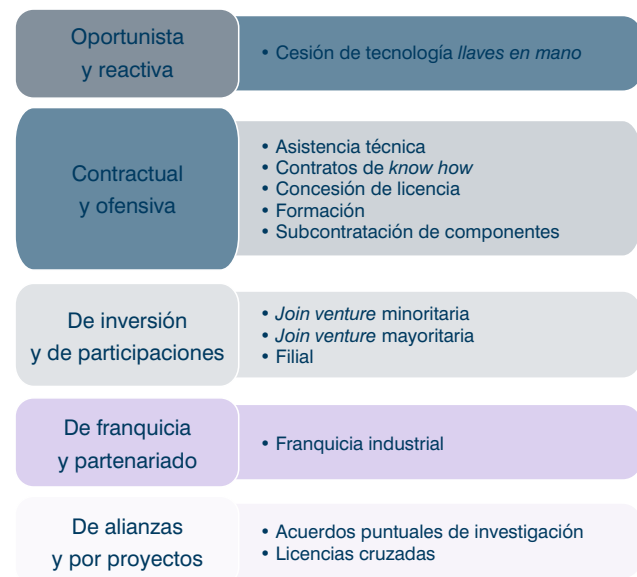 Oportunista
y reactiva
• Cesión de tecnología llaves en mano
Contractual
y ofensiva
• Asistencia técnica
• Contratos de know how
• Concesión de licencia
• Formación
• Subcontratación de componentes
De inversión
y de participaciones
• Join venture minoritaria
• Join venture mayoritaria
• Filial
De franquicia
y partenariado
• Franquicia industrial
De alianzas
y por proyectos
• Acuerdos puntuales de investigación
• Licencias cruzadas